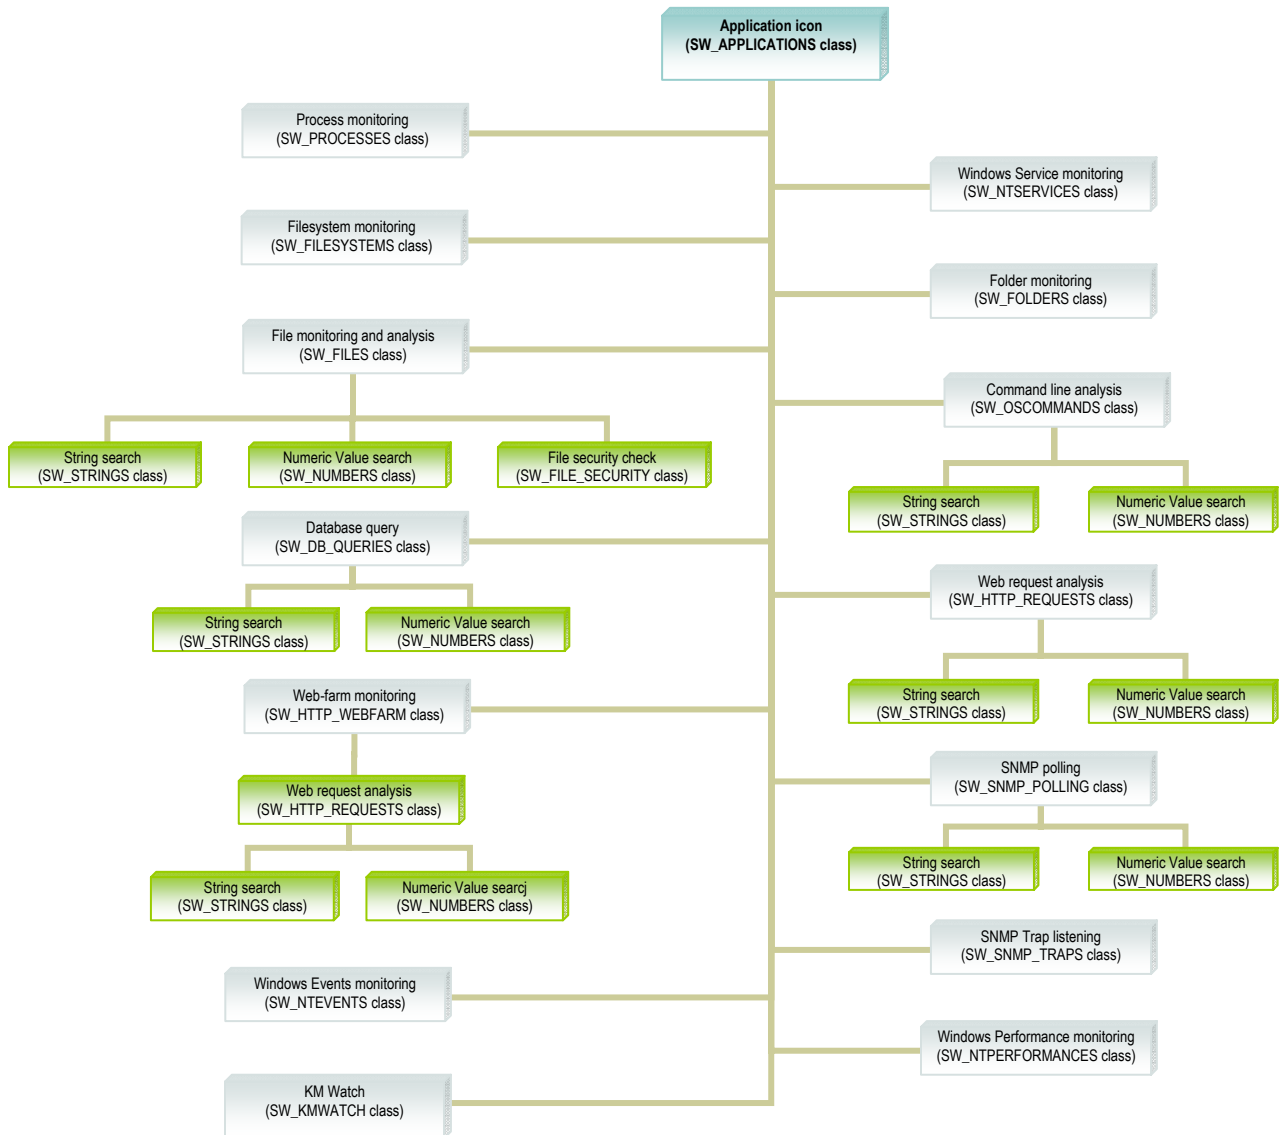 Application icon
(SW_APPLICATIONS class)
Process monitoring
(SW_PROCESSES class)
Windows Service monitoring
(SW_NTSERVICES class)
Filesystem monitoring
(SW_FILESYSTEMS class)
Folder monitoring
(SW_FOLDERS class)
File monitoring and analysis
(SW_FILES class)
Command line analysis
(SW_OSCOMMANDS class)
String search
(SW_STRINGS class)
Numeric Value search
(SW_NUMBERS class)
File security check
(SW_FILE_SECURITY class)
String search
(SW_STRINGS class)
Numeric Value search
(SW_NUMBERS class)
Database query
(SW_DB_QUERIES class)
Web request analysis
(SW_HTTP_REQUESTS class)
String search
(SW_STRINGS class)
Numeric Value search
(SW_NUMBERS class)
String search
(SW_STRINGS class)
Numeric Value search
(SW_NUMBERS class)
Web-farm monitoring
(SW_HTTP_WEBFARM class)
SNMP polling
(SW_SNMP_POLLING class)
Web request analysis
(SW_HTTP_REQUESTS class)
String search
(SW_STRINGS class)
Numeric Value search
(SW_NUMBERS class)
String search
(SW_STRINGS class)
Numeric Value searcj
(SW_NUMBERS class)
SNMP Trap listening
(SW_SNMP_TRAPS class)
Windows Events monitoring
(SW_NTEVENTS class)
Windows Performance monitoring
(SW_NTPERFORMANCES class)
KM Watch
(SW_KMWATCH class)